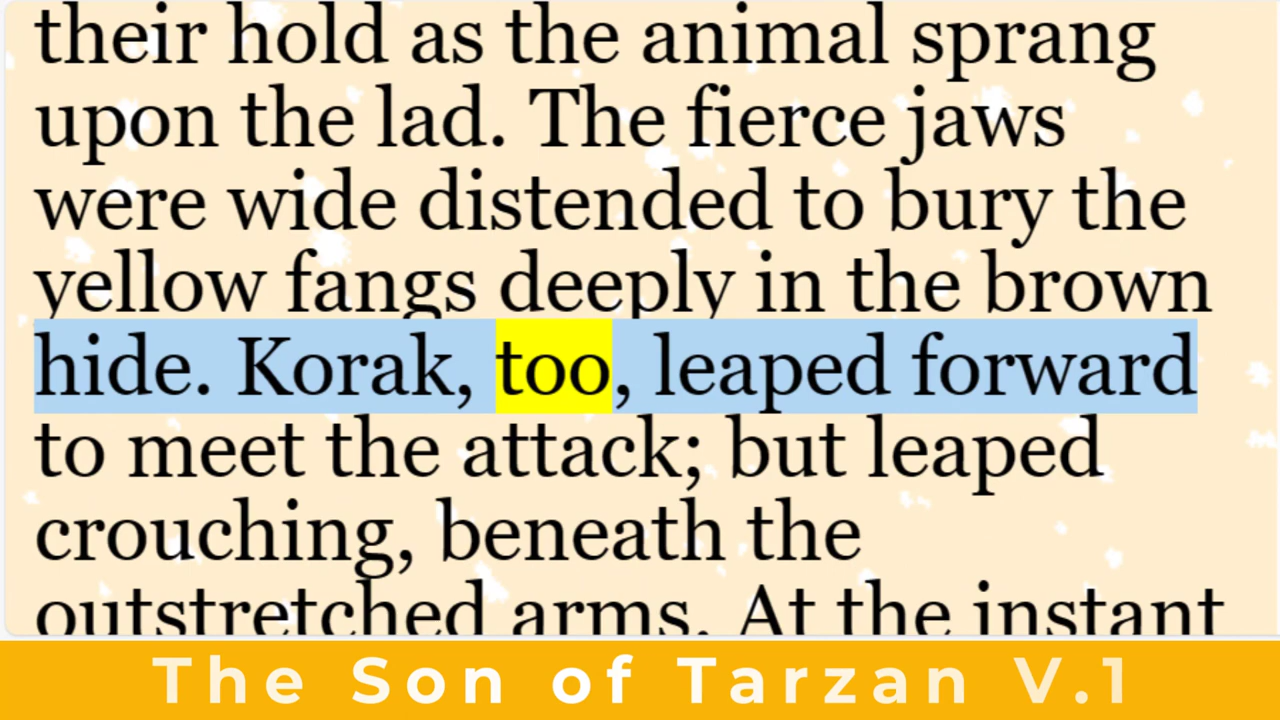 their hold as the animal sprang
upon the lad. The fierce jaws
were wide distended to bury the
yellow fangs deeply in the brown
hide. Korak, too, leaped forward
to meet the attack; but leaped
crouching, beneath the
outstretched arms. At the instant
The Son of Tarzan V.1